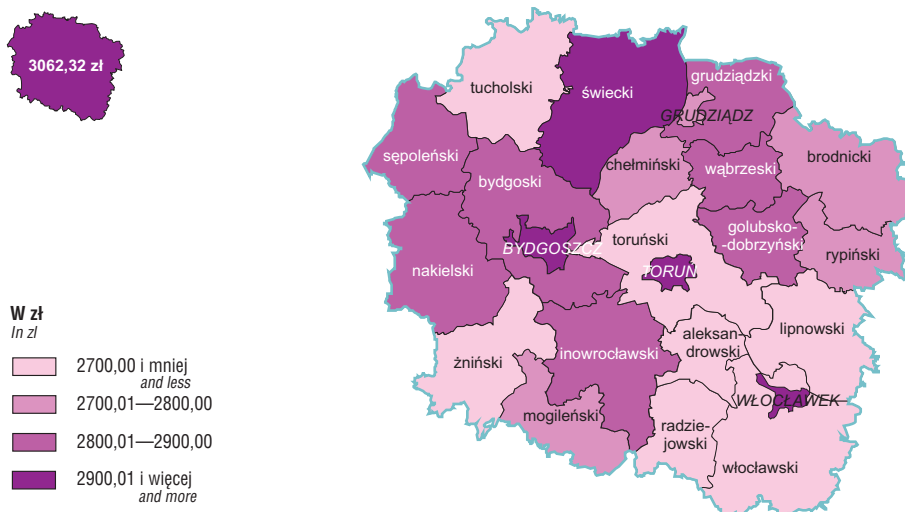 3062,32 zł
tucholski
świecki
grudziądzki
GRUDZIĄDZ
sępoleński
bydgoski
chełmiński
wąbrzeski
brodnicki
BYDGOSZCZ
toruński
golubsko-
-dobrzyński
rypiński
nakielski
TORUŃ
lipnowski
aleksan-
drowski
inowrocławski
żniński
WŁOCŁAWEK
mogileński
radzie-
jowski
włocławski
W zł
In zl
2700,00 i mniej
and less
2700,01—2800,00
2800,01—2900,00
2900,01 i więcej
and more